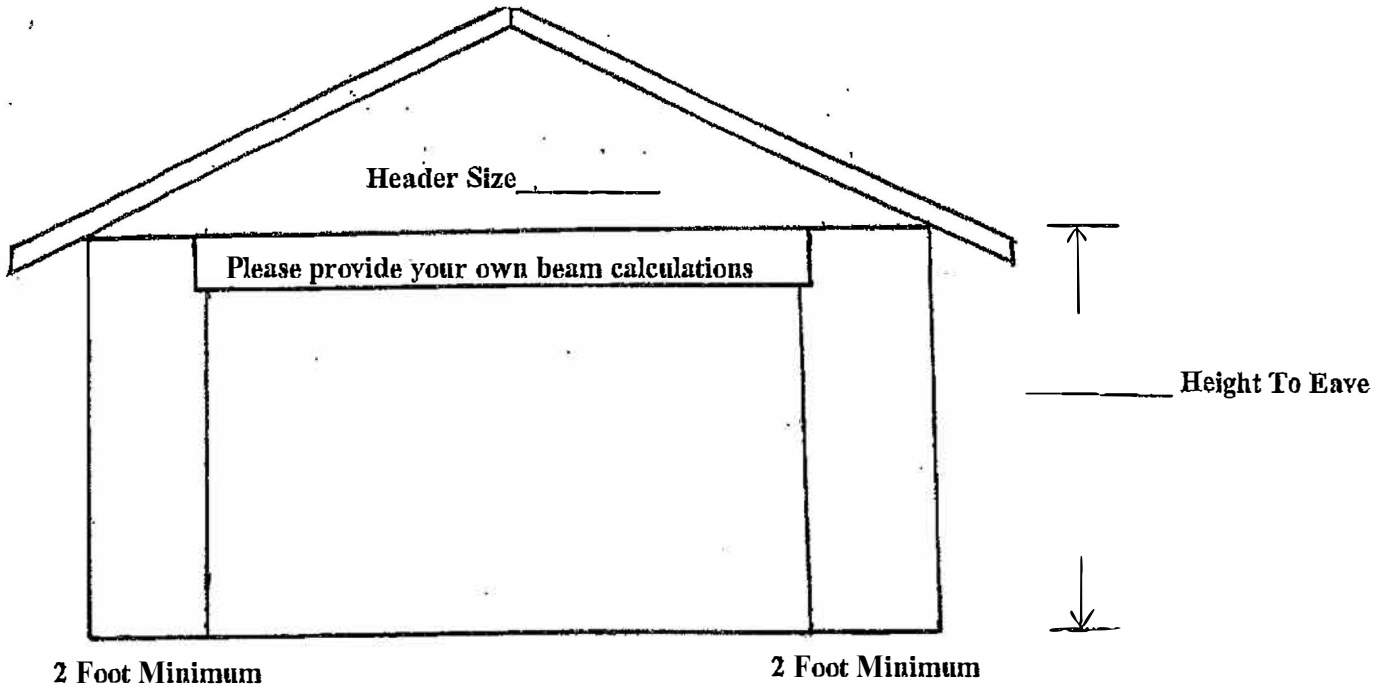 Header Size
Please provide your own beam calculations
Height To Eave
2 Foot Minimum
2 Foot Minimum